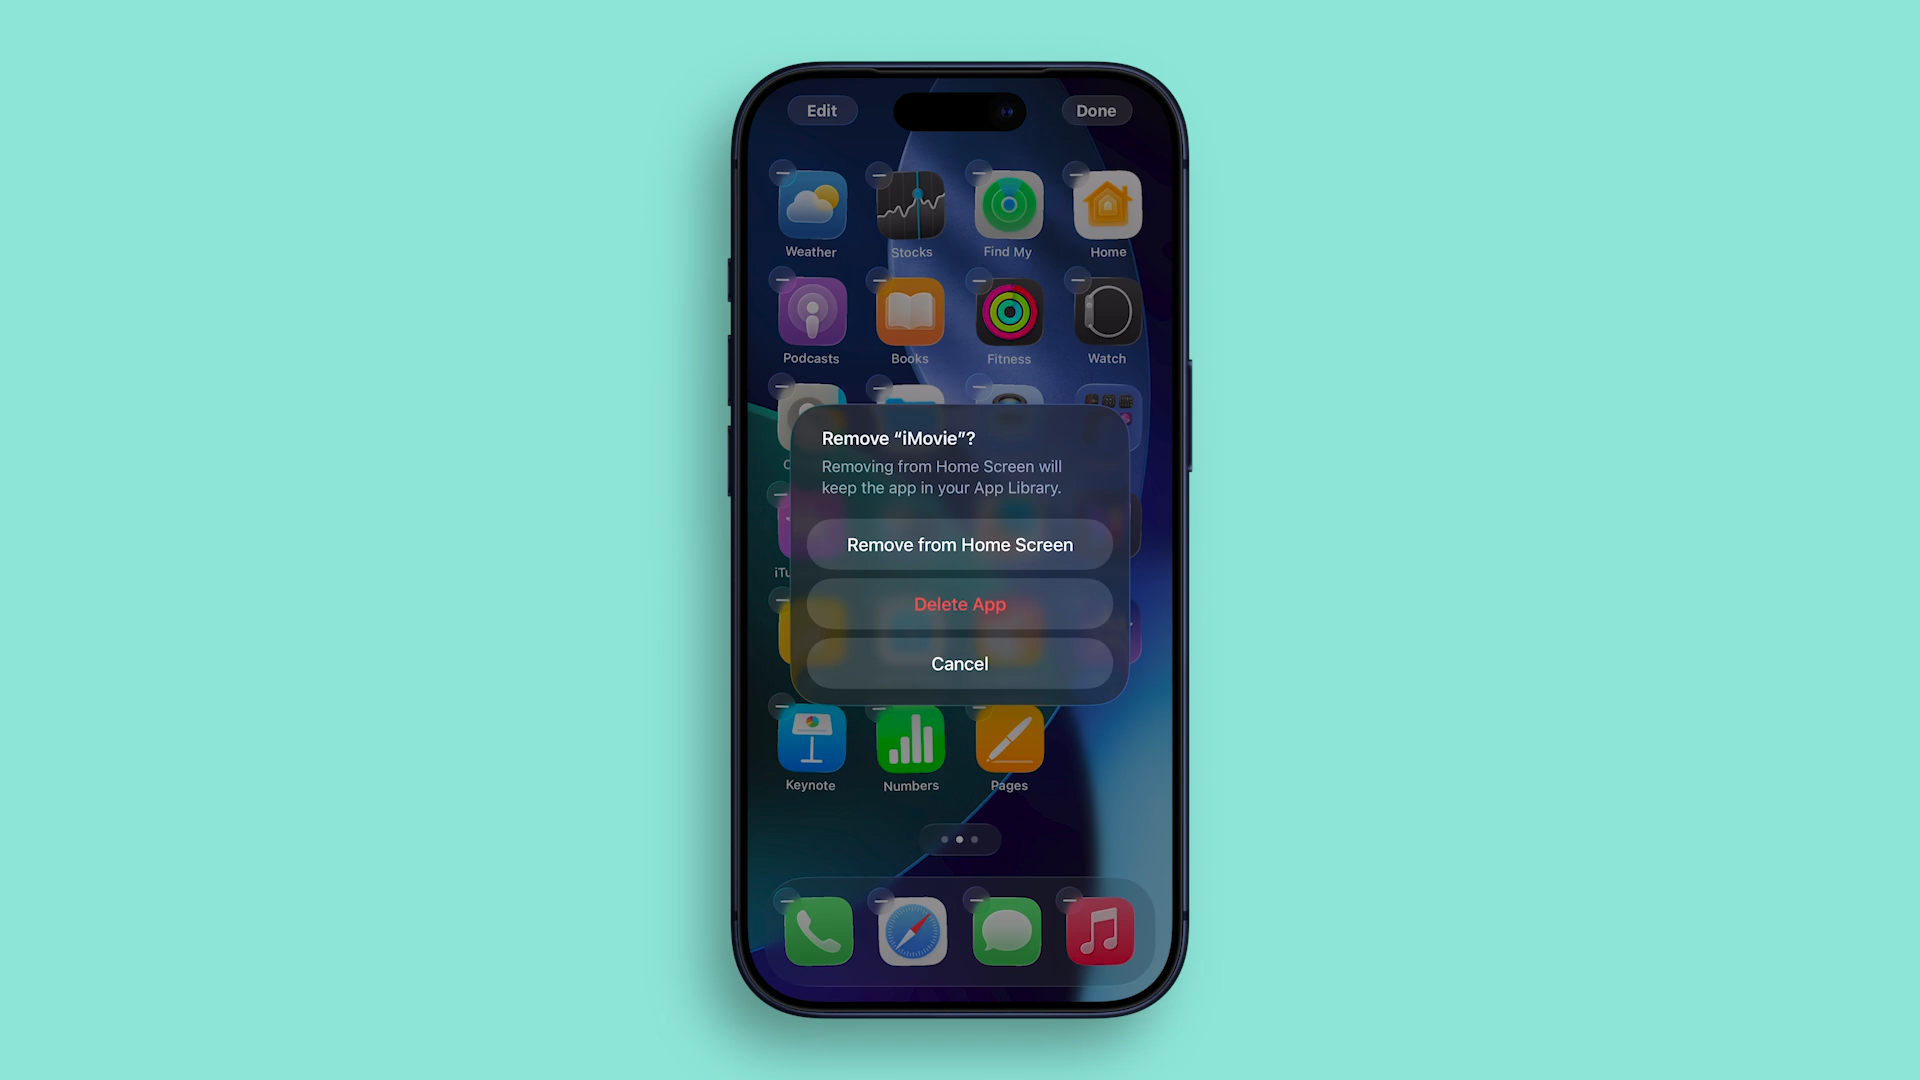 Edit
Done
Weather
Stocks
Find My
Home
Podcasts
Books
Fitness
Watch
Remove “iMovie”?
Removing from Home Screen will
keep the app in your App Library.
Remove from Home Screen
Delete App
Cancel
Keynote
Numbers
Pages